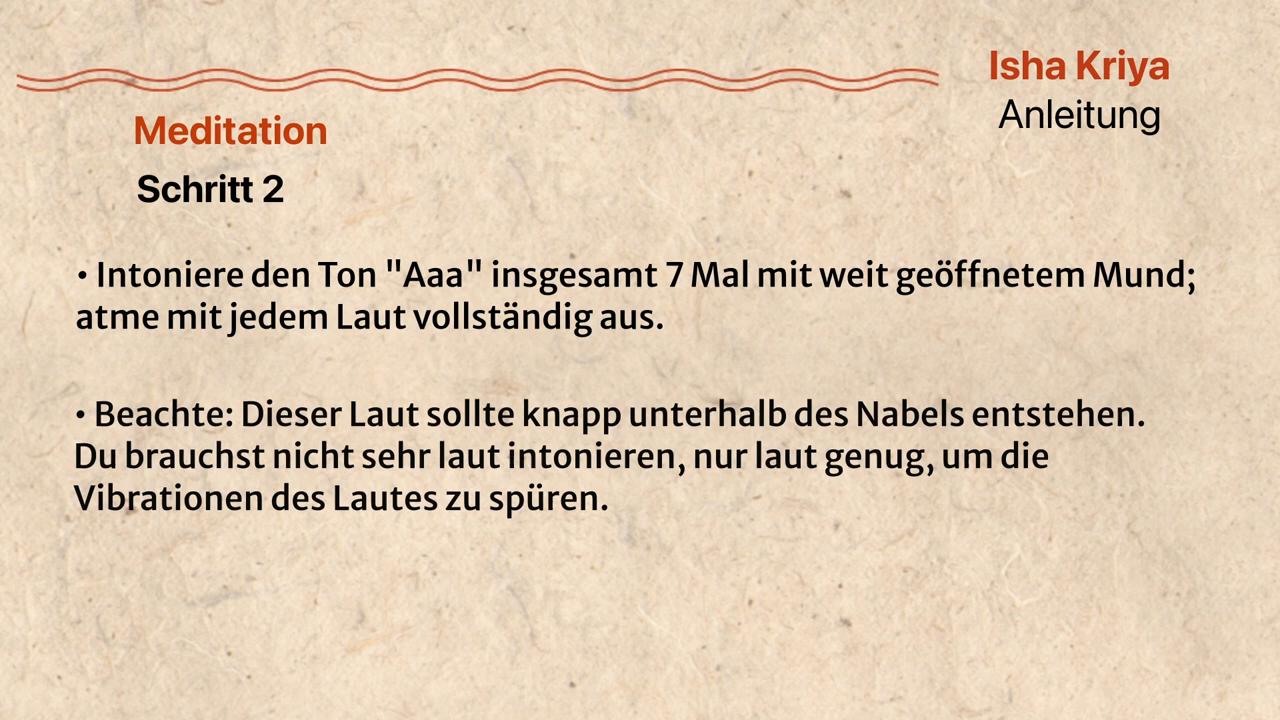 Isha Kriya
Anleitung
Meditation
Schritt 2
• Intoniere den Ton "Aaa" insgesamt 7 Mal mit weit geöffnetem Mund;
atme mit jedem Laut vollständig aus.
• Beachte: Dieser Laut sollte knapp unterhalb des Nabels entstehen.
Du brauchst nicht sehr laut intonieren, nur laut genug, um die
Vibrationen des Lautes zu spüren.